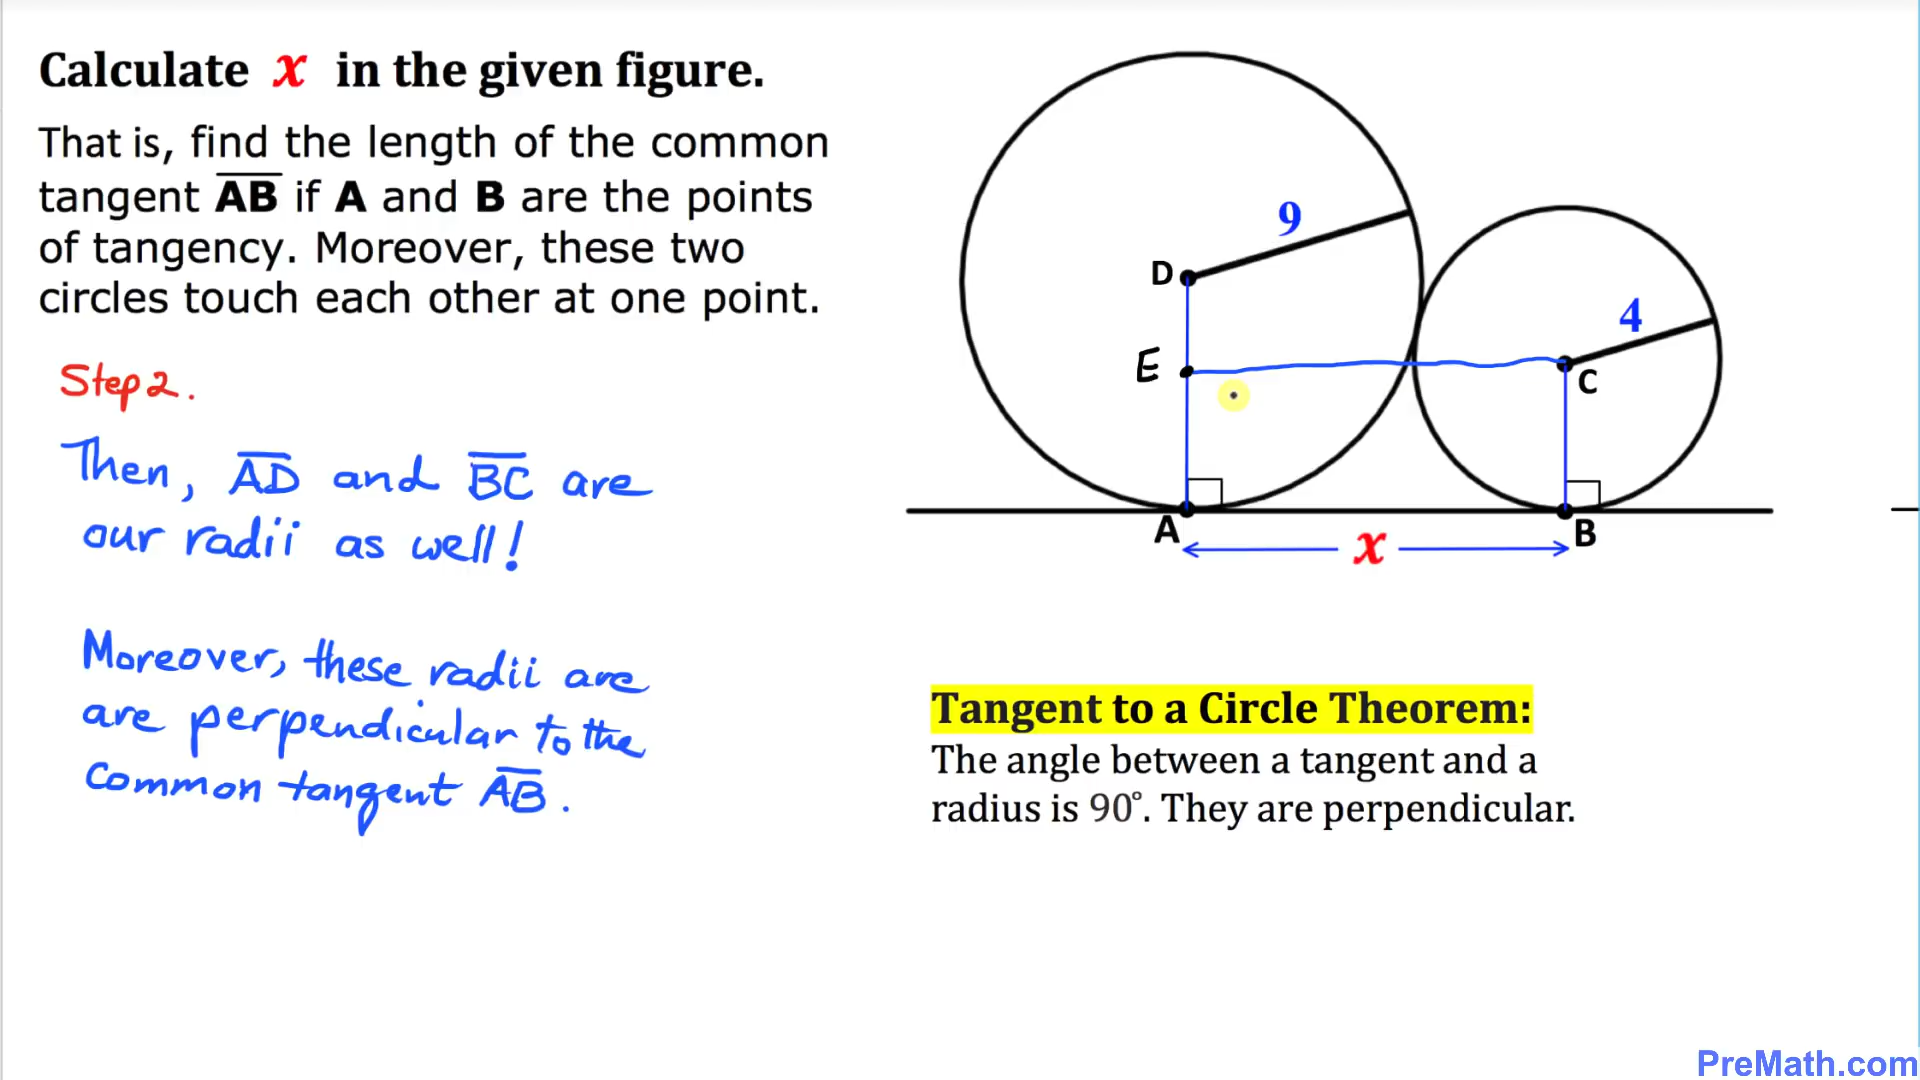 Calculate x in the given figure.
That is, find the length of the common
tangent AB if A and B are the points
of tangency. Moreover, these two
circles touch each other at one point.
Step 2.
Then, AD and BC are
our radii as well!
Moreover, these radii are
are perpendicular to the
common tangent AB.
9
D
4
E
C
A
B
x
Tangent to a Circle Theorem:
The angle between a tangent and a
radius is 90°. They are perpendicular.
PreMath.com